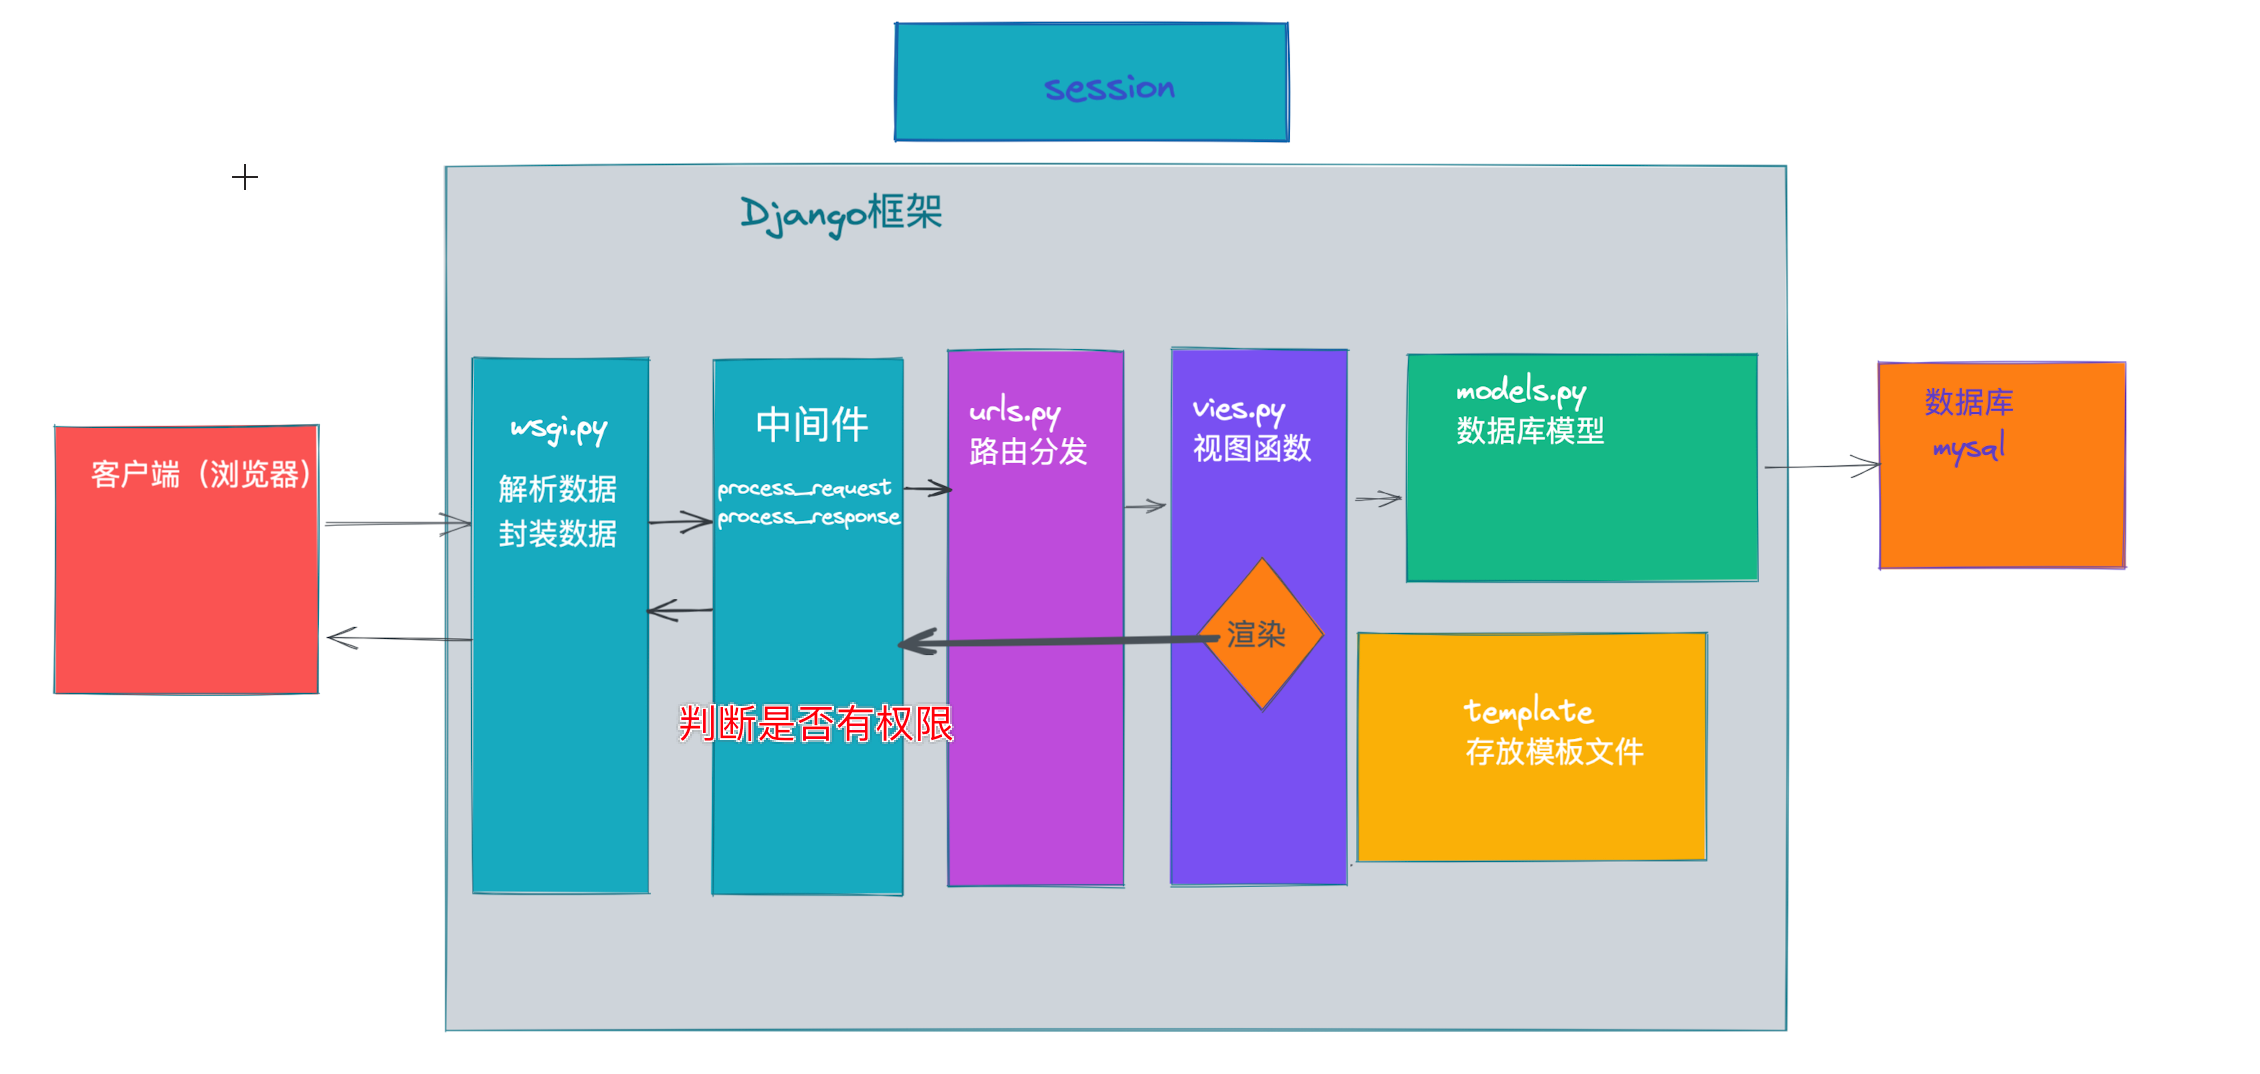 session
Django框架
客户端（浏览器）
wsgi.py
解析数据
封装数据
中间件
process_request
process_response
判断是否有权限
urls.py
路由分发
vies.py
视图函数
渲染
models.py
数据库模型
template
存放模板文件
数据库
mysql